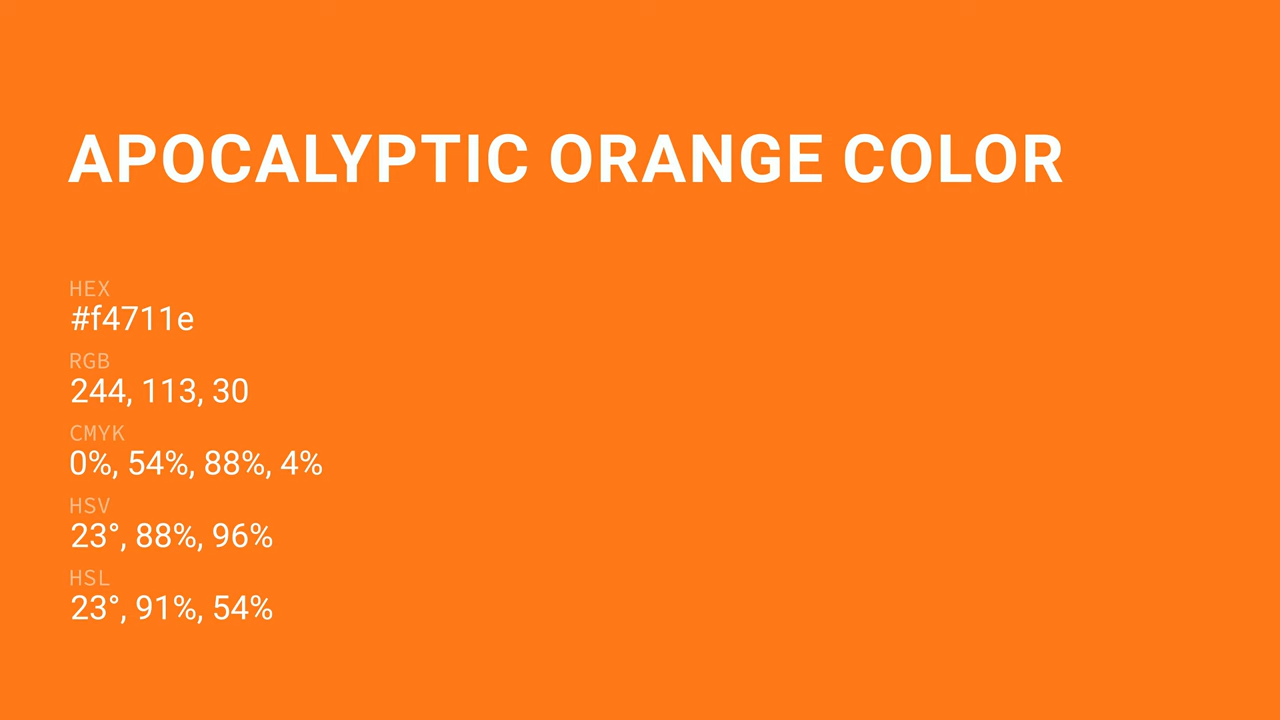 APOCALYPTIC ORANGE COLOR
HEX
#f4711e
RGB
244, 113, 30
CMYK
0%, 54%, 88%, 4%
HSV
23°, 88%, 96%
HSL
23°, 91%, 54%